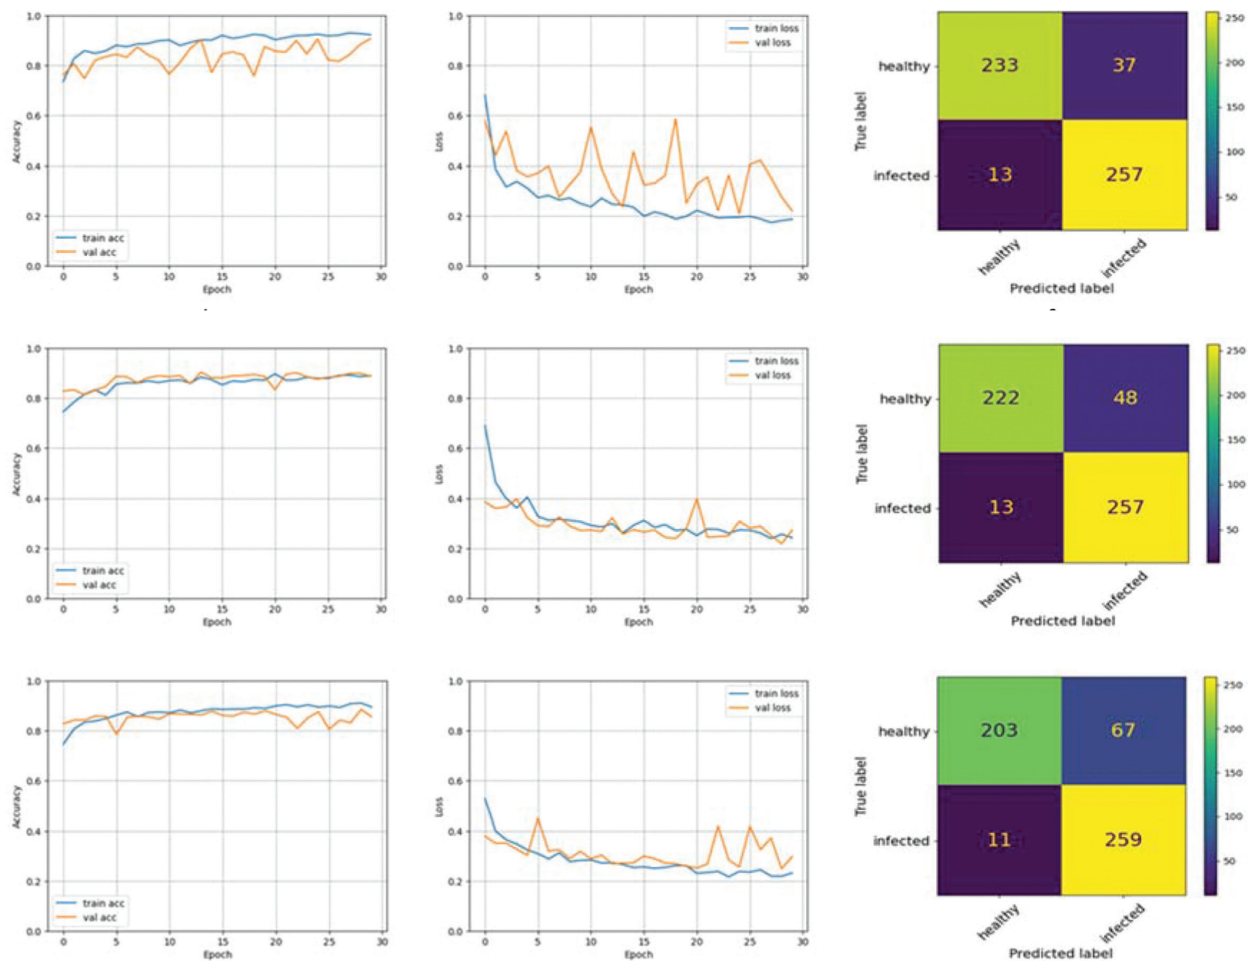 1.0
0.8
0.6
0.4
0.2
0.0
Accuracy
train acc
val acc
0 5 10 15 20 25 30
Epoch
1.0
0.8
0.6
0.4
0.2
0.0
Loss
train loss
val loss
0 5 10 15 20 25 30
Epoch
True label
healthy 233 37
infected 13 257
healthy infected
Predicted label
250
200
150
100
50
1.0
0.8
0.6
0.4
0.2
0.0
Accuracy
train acc
val acc
0 5 10 15 20 25 30
Epoch
1.0
0.8
0.6
0.4
0.2
0.0
Loss
train loss
val loss
0 5 10 15 20 25 30
Epoch
True label
healthy 222 48
infected 13 257
healthy infected
Predicted label
250
200
150
100
50
1.0
0.8
0.6
0.4
0.2
0.0
Accuracy
train acc
val acc
0 5 10 15 20 25 30
Epoch
1.0
0.8
0.6
0.4
0.2
0.0
Loss
train loss
val loss
0 5 10 15 20 25 30
Epoch
True label
healthy 203 67
infected 11 259
healthy infected
Predicted label
250
200
150
100
50